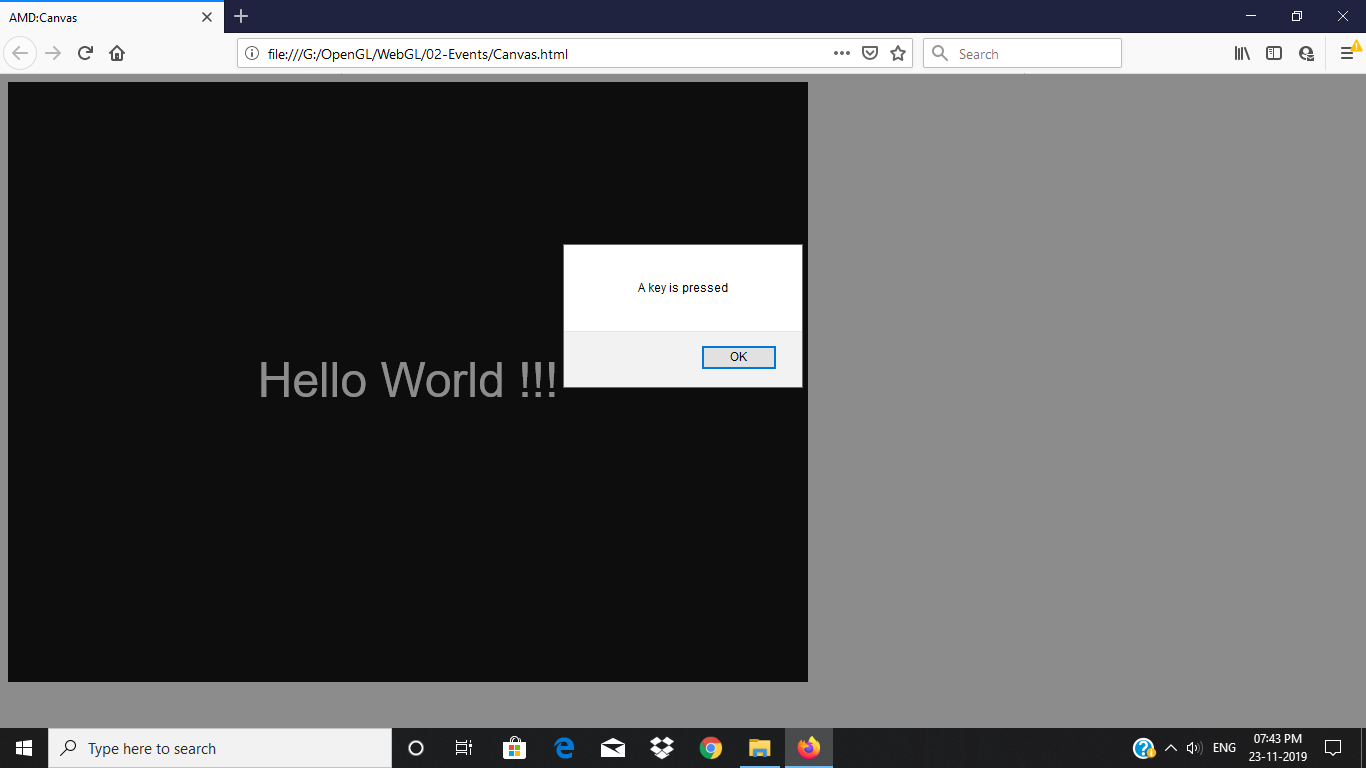 AMD:Canvas
file:///G:/OpenGL/WebGL/02-Events/Canvas.html
Search
A key is pressed
OK
Hello World !!!
Type here to search
ENG
07:43 PM
23-11-2019